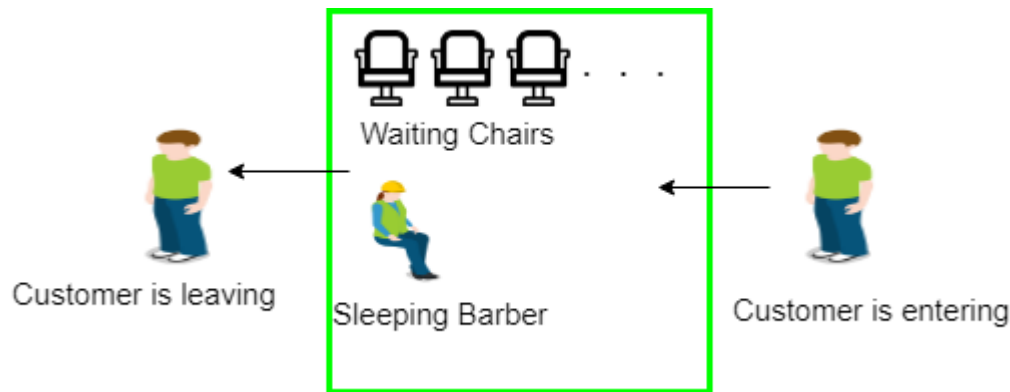 Waiting Chairs
Customer is leaving
Sleeping Barber
Customer is entering